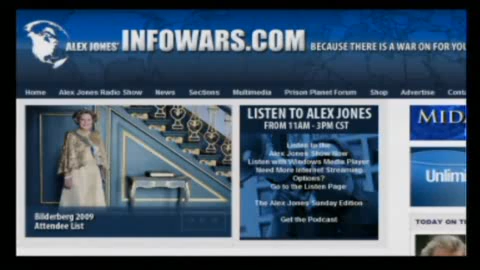 ALEX JONES' INFOWARS.COM BECAUSE THERE IS A WAR ON FOR YOU
Home Alex Jones Radio Show News Sections Multimedia Prison Planet Forum Shop Advertise Conta
LISTEN TO ALEX JONES
FROM 11AM - 3PM CST
Listen to the
Alex Jones Show Now
Listen with Windows Media Player
Need More Internet Streaming
Options?
Go to the Listen Page
The Alex Jones Sunday Edition
Get the Podcast
Bilderberg 2009
Attendee List
MIDA
Unlim
TODAY ON T